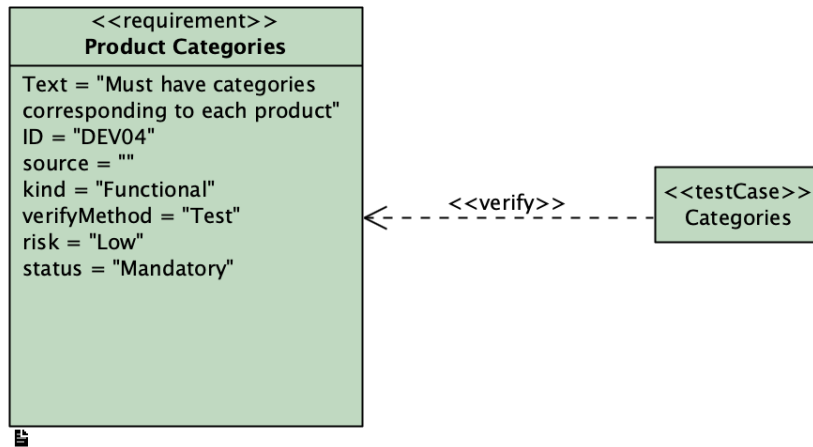 <<requirement>>
Product Categories
Text = "Must have categories
corresponding to each product"
ID = "DEV04"
source = ""
kind = "Functional"
verifyMethod = "Test"
risk = "Low"
status = "Mandatory"
<<verify>>
<<testCase>>
Categories